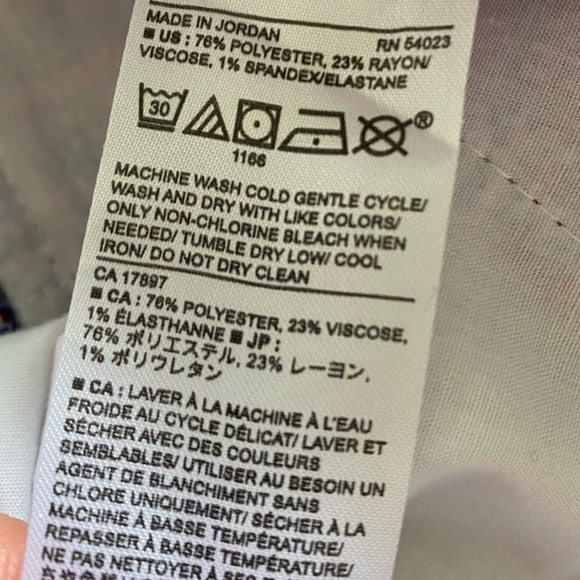 MADE IN JORDAN RN 54023
■ US : 76% POLYESTER, 23% RAYON/
VISCOSE, 1% SPANDEX/ELASTANE
30
®
1166
MACHINE WASH COLD GENTLE CYCLE/
WASH AND DRY WITH LIKE COLORS/
ONLY NON-CHLORINE BLEACH WHEN
NEEDED/ TUMBLE DRY LOW/ COOL
IRON/ DO NOT DRY CLEAN
CA 17897
■ CA : 76% POLYESTER, 23% VISCOSE,
1% ÉLASTHANNE ■ JP :
76% ポリエステル, 23% レーヨン,
1% ポリウレタン
■ CA : LAVER À LA MACHINE À L'EAU
FROIDE AU CYCLE DÉLICAT/ LAVER ET
SÉCHER AVEC DES COULEURS
SEMBLABLES/ UTILISER AU BESOIN UN
AGENT DE BLANCHIMENT SANS
CHLORE UNIQUEMENT/ SÉCHER À LA
MACHINE À BASSE TEMPÉRATURE/
REPASSER À BASSE TEMPÉRATURE/
NE PAS NETTOYER À SEC